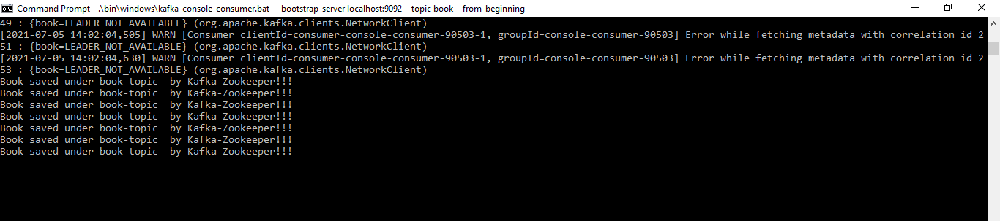 Command Prompt - .\bin\windows\kafka-console-consumer.bat  --bootstrap-server localhost:9092 --topic book --from-beginning
49 : {book=LEADER_NOT_AVAILABLE} (org.apache.kafka.clients.NetworkClient)
[2021-07-05 14:02:04,505] WARN [Consumer clientId=consumer-console-consumer-90503-1, groupId=console-consumer-90503] Error while fetching metadata with correlation id 2
51 : {book=LEADER_NOT_AVAILABLE} (org.apache.kafka.clients.NetworkClient)
[2021-07-05 14:02:04,630] WARN [Consumer clientId=consumer-console-consumer-90503-1, groupId=console-consumer-90503] Error while fetching metadata with correlation id 2
53 : {book=LEADER_NOT_AVAILABLE} (org.apache.kafka.clients.NetworkClient)
Book saved under book-topic  by Kafka-Zookeeper!!!
Book saved under book-topic  by Kafka-Zookeeper!!!
Book saved under book-topic  by Kafka-Zookeeper!!!
Book saved under book-topic  by Kafka-Zookeeper!!!
Book saved under book-topic  by Kafka-Zookeeper!!!
Book saved under book-topic  by Kafka-Zookeeper!!!
Book saved under book-topic  by Kafka-Zookeeper!!!